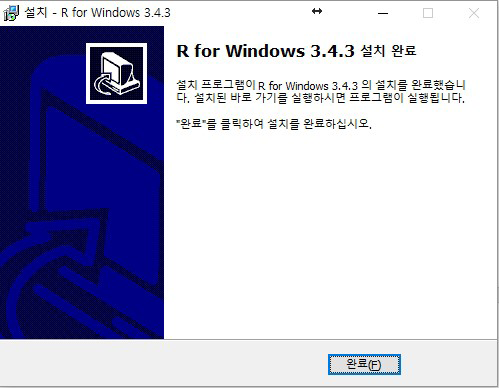 설치 - R for Windows 3.4.3
R for Windows 3.4.3 설치 완료
설치 프로그램이 R for Windows 3.4.3 의 설치를 완료했습니
다. 설치된 바로 가기를 실행하시면 프로그램이 실행됩니다.
"완료"를 클릭하여 설치를 완료하십시오.
완료(F)